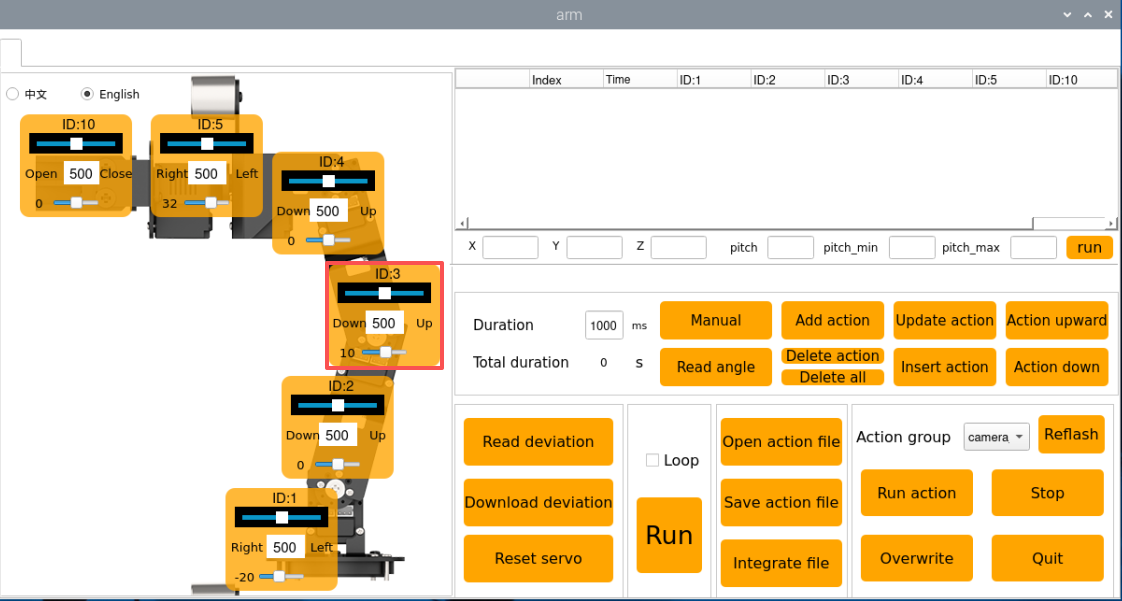 arm
中文 English
ID:10
Open 500 Close
0
ID:5
Right 500 Left
32
ID:4
Down 500 Up
0
ID:3
Down 500 Up
10
ID:2
Down 500 Up
0
ID:1
Right 500 Left
-20
Index Time ID:1 ID:2 ID:3 ID:4 ID:5 ID:10
X Y Z pitch pitch_min pitch_max run
Duration 1000 ms
Total duration 0 S
Manual Add action Update action Action upward
Read angle Delete action Insert action Action down
Delete all
Read deviation
Download deviation
Reset servo
Loop
Run
Open action file
Save action file
Integrate file
Action group camera_ Reflash
Run action Stop
Overwrite Quit